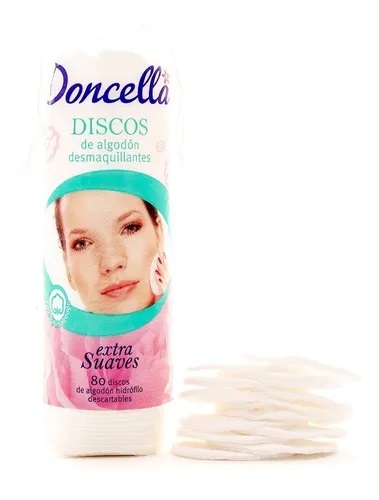 Doncella
DISCOS
de algodón
desmaquillantes
extra
Suaves
80 discos
de algodón hidrófilo
descartables